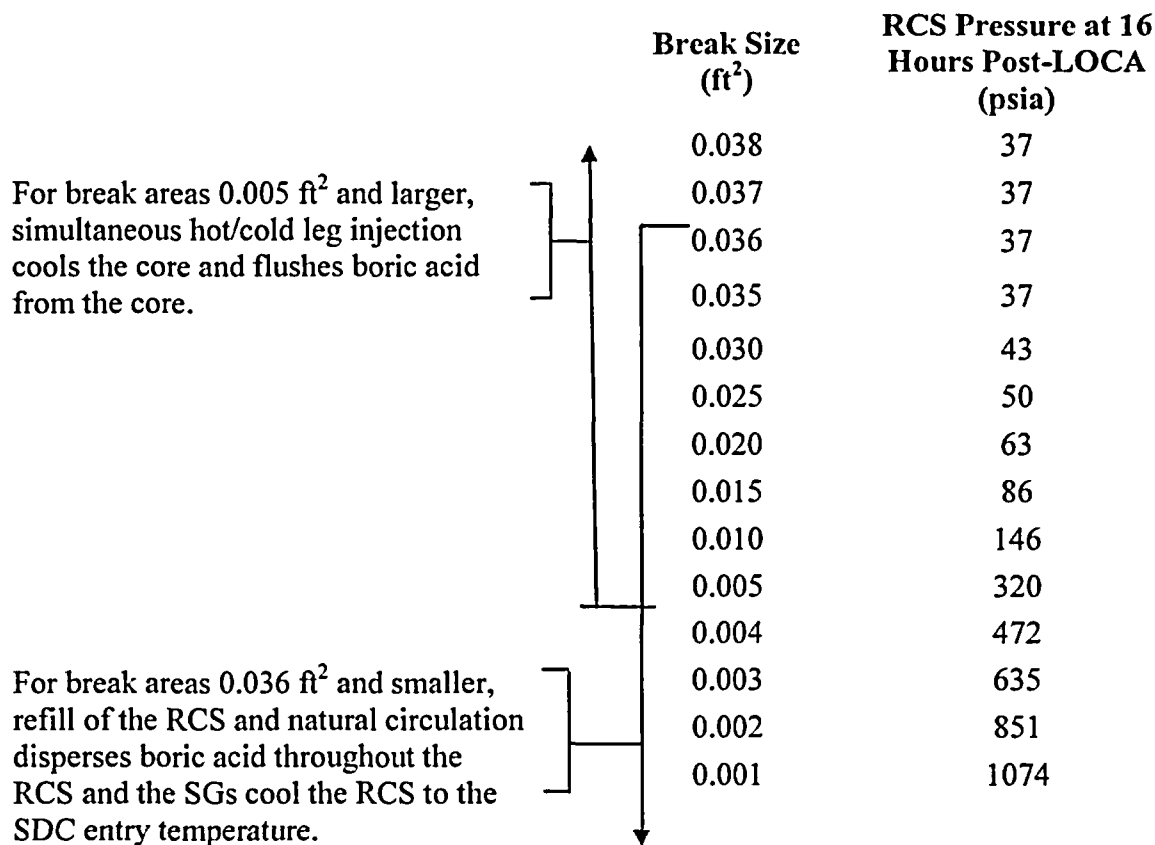 Break Size
(ft²)
RCS Pressure at 16
Hours Post-LOCA
(psia)
For break areas 0.005 ft² and larger,
simultaneous hot/cold leg injection
cools the core and flushes boric acid
from the core.
0.038 37
0.037 37
0.036 37
0.035 37
0.030 43
0.025 50
0.020 63
0.015 86
0.010 146
0.005 320
0.004 472
0.003 635
0.002 851
0.001 1074
For break areas 0.036 ft² and smaller,
refill of the RCS and natural circulation
disperses boric acid throughout the
RCS and the SGs cool the RCS to the
SDC entry temperature.